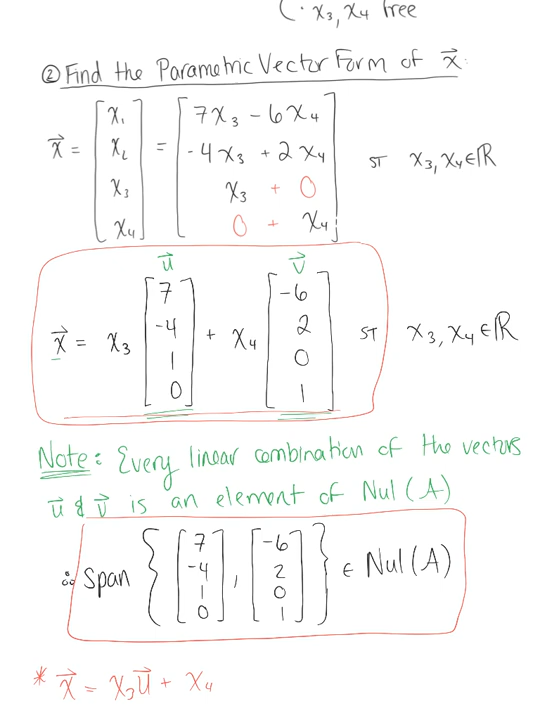 ( · x₃, x₄ free
② Find the Parametric Vector Form of x⃗.
x⃗ = [x₁ x₂ x₃ x₄] = [7x₃ - 6x₄ -4x₃ + 2x₄ x₃ + 0 0 + x₄] ST x₃, x₄ ∈ ℝ
u⃗ v⃗
x⃗ = x₃ [7 -4 1 0] + x₄ [-6 2 0 1] ST x₃, x₄ ∈ ℝ
Note: Every linear combination of the vectors
u⃗ & v⃗ is an element of Nul(A)
∴ Span { [7 -4 1 0], [-6 2 0 1] } ∈ Nul(A)
* x⃗ = x₃u⃗ + x₄